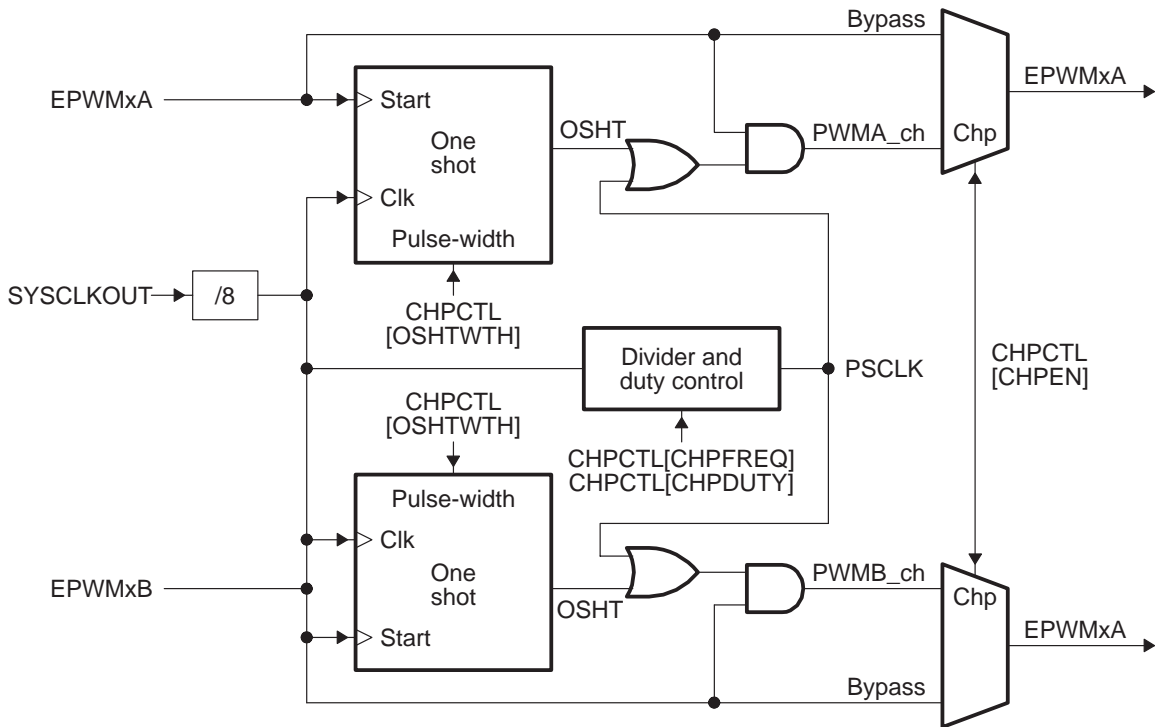 Bypass
EPWMxA
Start
One
shot
Clk
Pulse-width
OSHT
PWMA_ch
Chp
EPWMxA
SYSCLKOUT
/8
CHPCTL
[OSHTWTH]
Divider and
duty control
PSCLK
CHPCTL
[CHPEN]
CHPCTL
[OSHTWTH]
CHPCTL[CHPFREQ]
CHPCTL[CHPDUTY]
Pulse-width
Clk
One
shot
Start
EPWMxB
OSHT
PWMB_ch
Chp
EPWMxA
Bypass